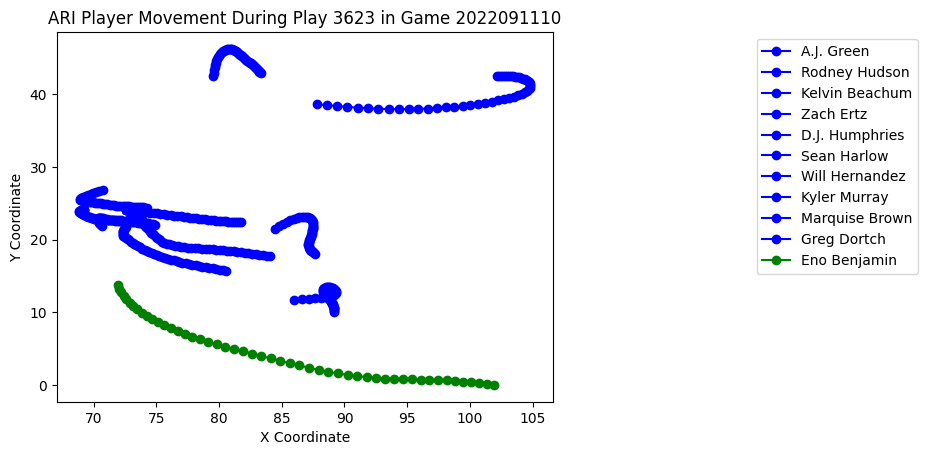 ARI Player Movement During Play 3623 in Game 2022091110
Y Coordinate
40
30
20
10
0
70 75 80 85 90 95 100 105
X Coordinate
A.J. Green
Rodney Hudson
Kelvin Beachum
Zach Ertz
D.J. Humphries
Sean Harlow
Will Hernandez
Kyler Murray
Marquise Brown
Greg Dortch
Eno Benjamin